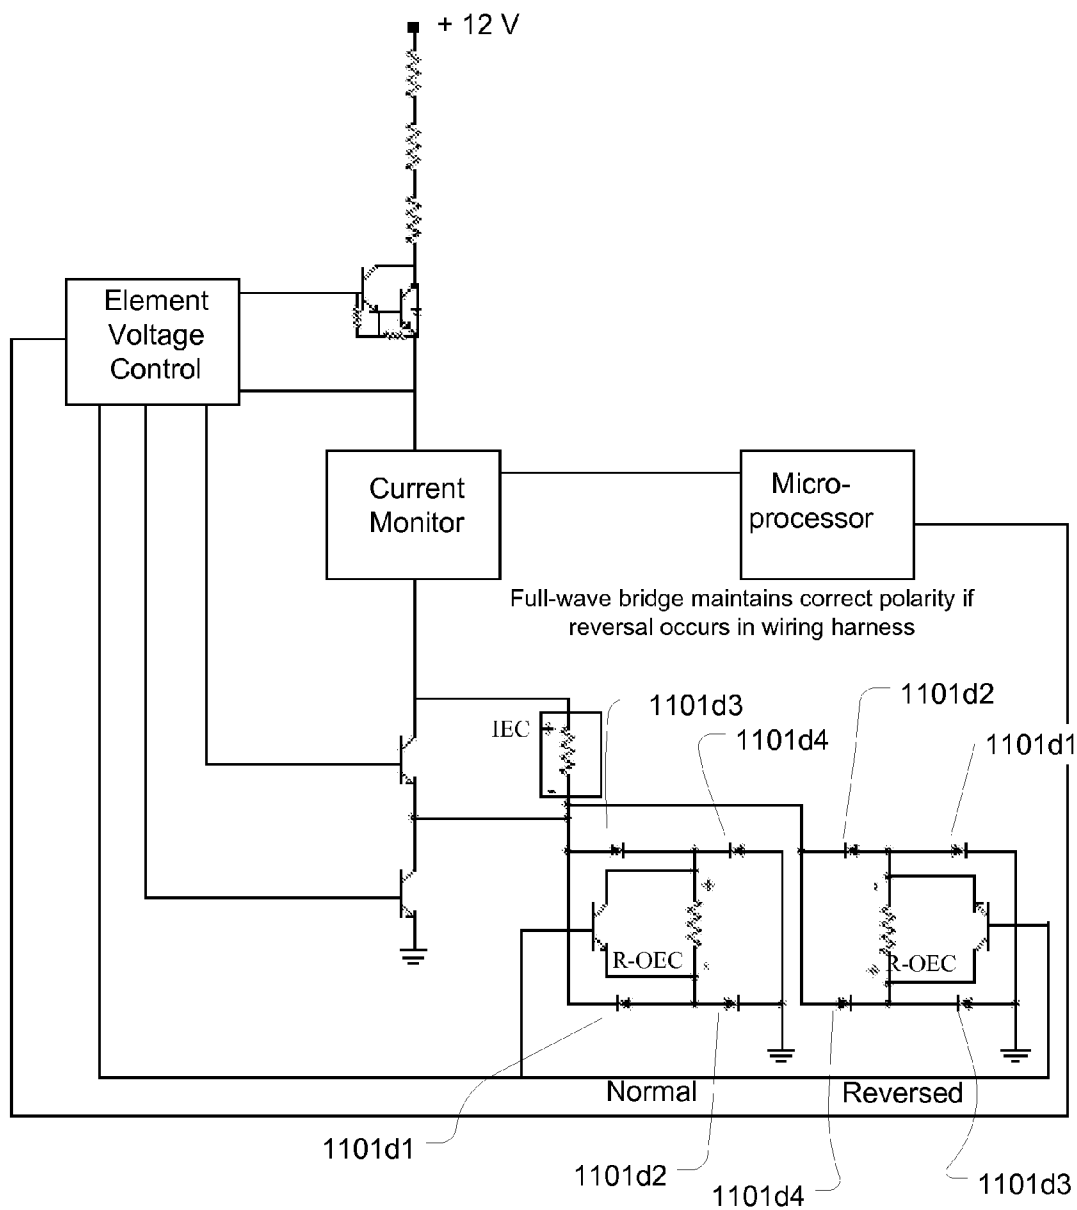 + 12 V
Element
Voltage
Control
Current
Monitor
Micro-
processor
Full-wave bridge maintains correct polarity if
reversal occurs in wiring harness
1101d3
1101d2
IEC
1101d4
1101d1
+
-
+
-
R-OEC
-
+
R-OEC
Normal
Reversed
1101d1
1101d2
1101d4
1101d3